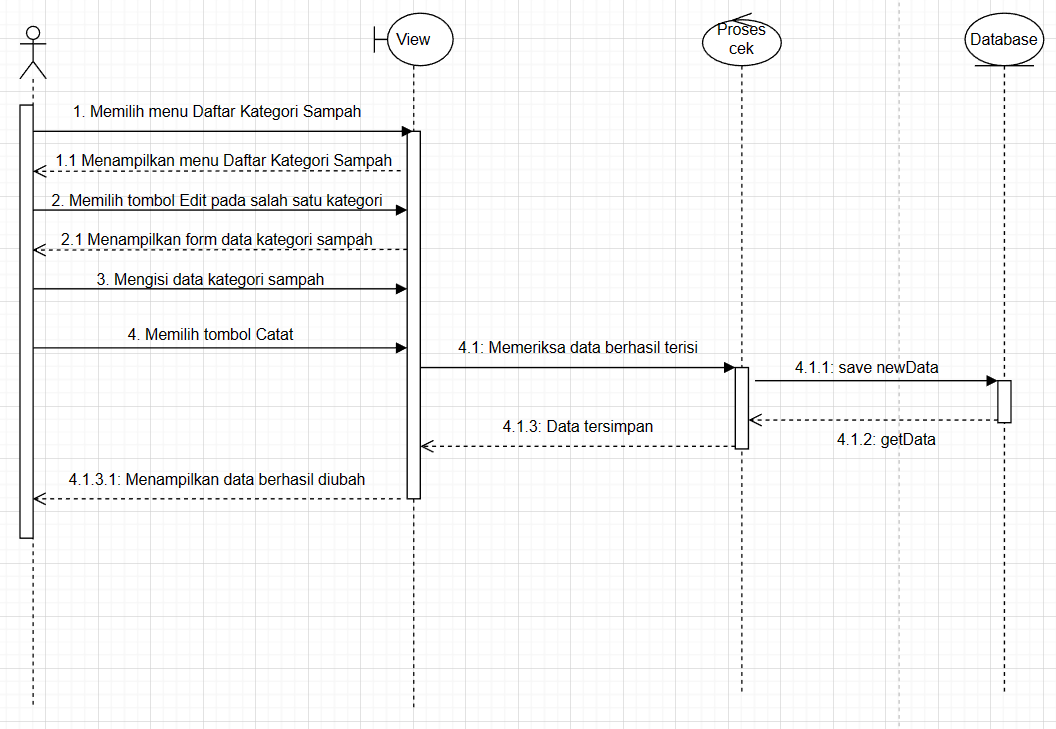 View
Proses
cek
Database
1. Memilih menu Daftar Kategori Sampah
1.1 Menampilkan menu Daftar Kategori Sampah
2. Memilih tombol Edit pada salah satu kategori
2.1 Menampilkan form data kategori sampah
3. Mengisi data kategori sampah
4. Memilih tombol Catat
4.1: Memeriksa data berhasil terisi
4.1.1: save newData
4.1.3: Data tersimpan
4.1.2: getData
4.1.3.1: Menampilkan data berhasil diubah